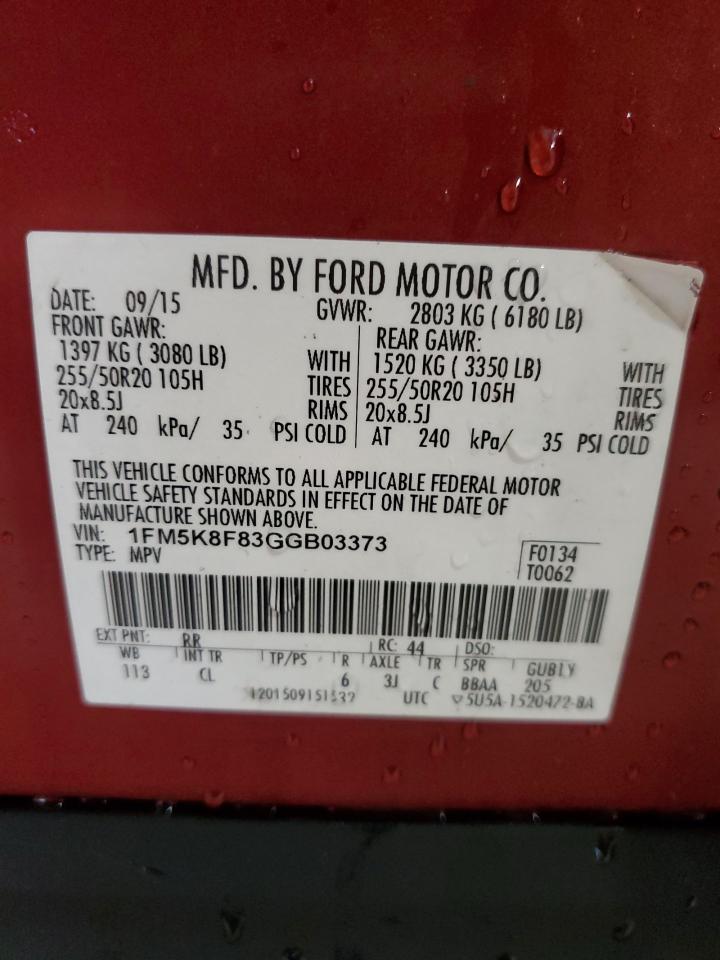 MFD. BY FORD MOTOR CO.
DATE: 09/15 GVWR: 2803 KG ( 6180 LB)
FRONT GAWR: REAR GAWR:
1397 KG ( 3080 LB) WITH 1520 KG ( 3350 LB) WITH
255/50R20 105H TIRES 255/50R20 105H TIRES
20x8.5J RIMS 20x8.5J RIMS
AT 240 kPa/ 35 PSI COLD AT 240 kPa/ 35 PSI COLD
THIS VEHICLE CONFORMS TO ALL APPLICABLE FEDERAL MOTOR
VEHICLE SAFETY STANDARDS IN EFFECT ON THE DATE OF
MANUFACTURE SHOWN ABOVE.
VIN: 1FM5K8F83GGB03373
TYPE: MPV
F0134
T0062
EXT PNT: RR RC: 44 DSO:
WB INT TR TP/PS R AXLE TR SPR GUBLY
113 CL 6 3J C BBAA 205
UTC ▽5U5A-1520472-BA